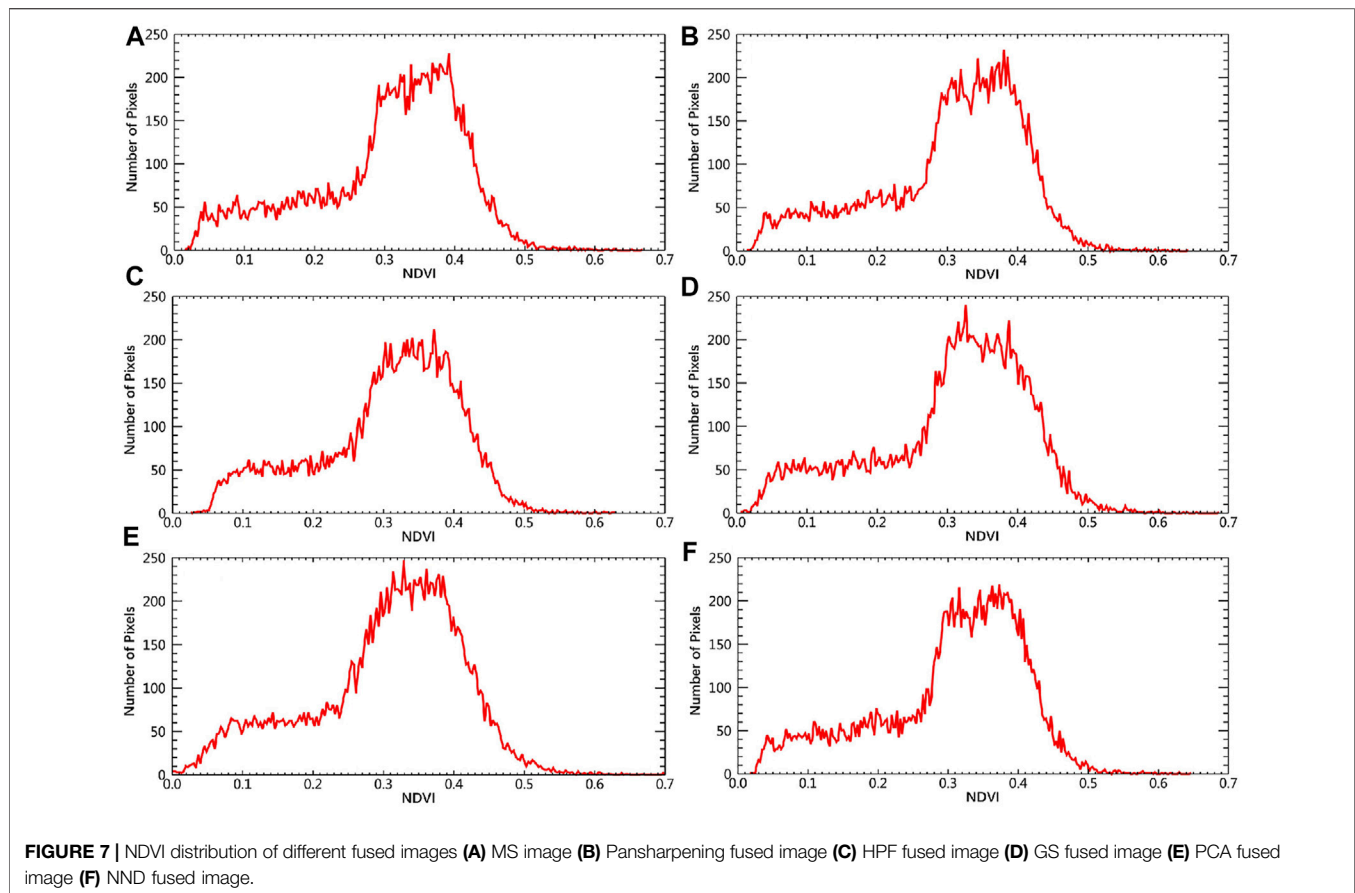 A
B
250
200
150
100
50
0
Number of Pixels
0.0 0.1 0.2 0.3 0.4 0.5 0.6 0.7
NDVI
250
200
150
100
50
0
Number of Pixels
0.0 0.1 0.2 0.3 0.4 0.5 0.6 0.7
NDVI
C
D
250
200
150
100
50
0
Number of Pixels
0.0 0.1 0.2 0.3 0.4 0.5 0.6 0.7
NDVI
250
200
150
100
50
0
Number of Pixels
0.0 0.1 0.2 0.3 0.4 0.5 0.6 0.7
NDVI
E
F
250
200
150
100
50
0
Number of Pixels
0.0 0.1 0.2 0.3 0.4 0.5 0.6 0.7
NDVI
250
200
150
100
50
0
Number of Pixels
0.0 0.1 0.2 0.3 0.4 0.5 0.6 0.7
NDVI
FIGURE 7 | NDVI distribution of different fused images (A) MS image (B) Pansharpening fused image (C) HPF fused image (D) GS fused image (E) PCA fused
image (F) NND fused image.